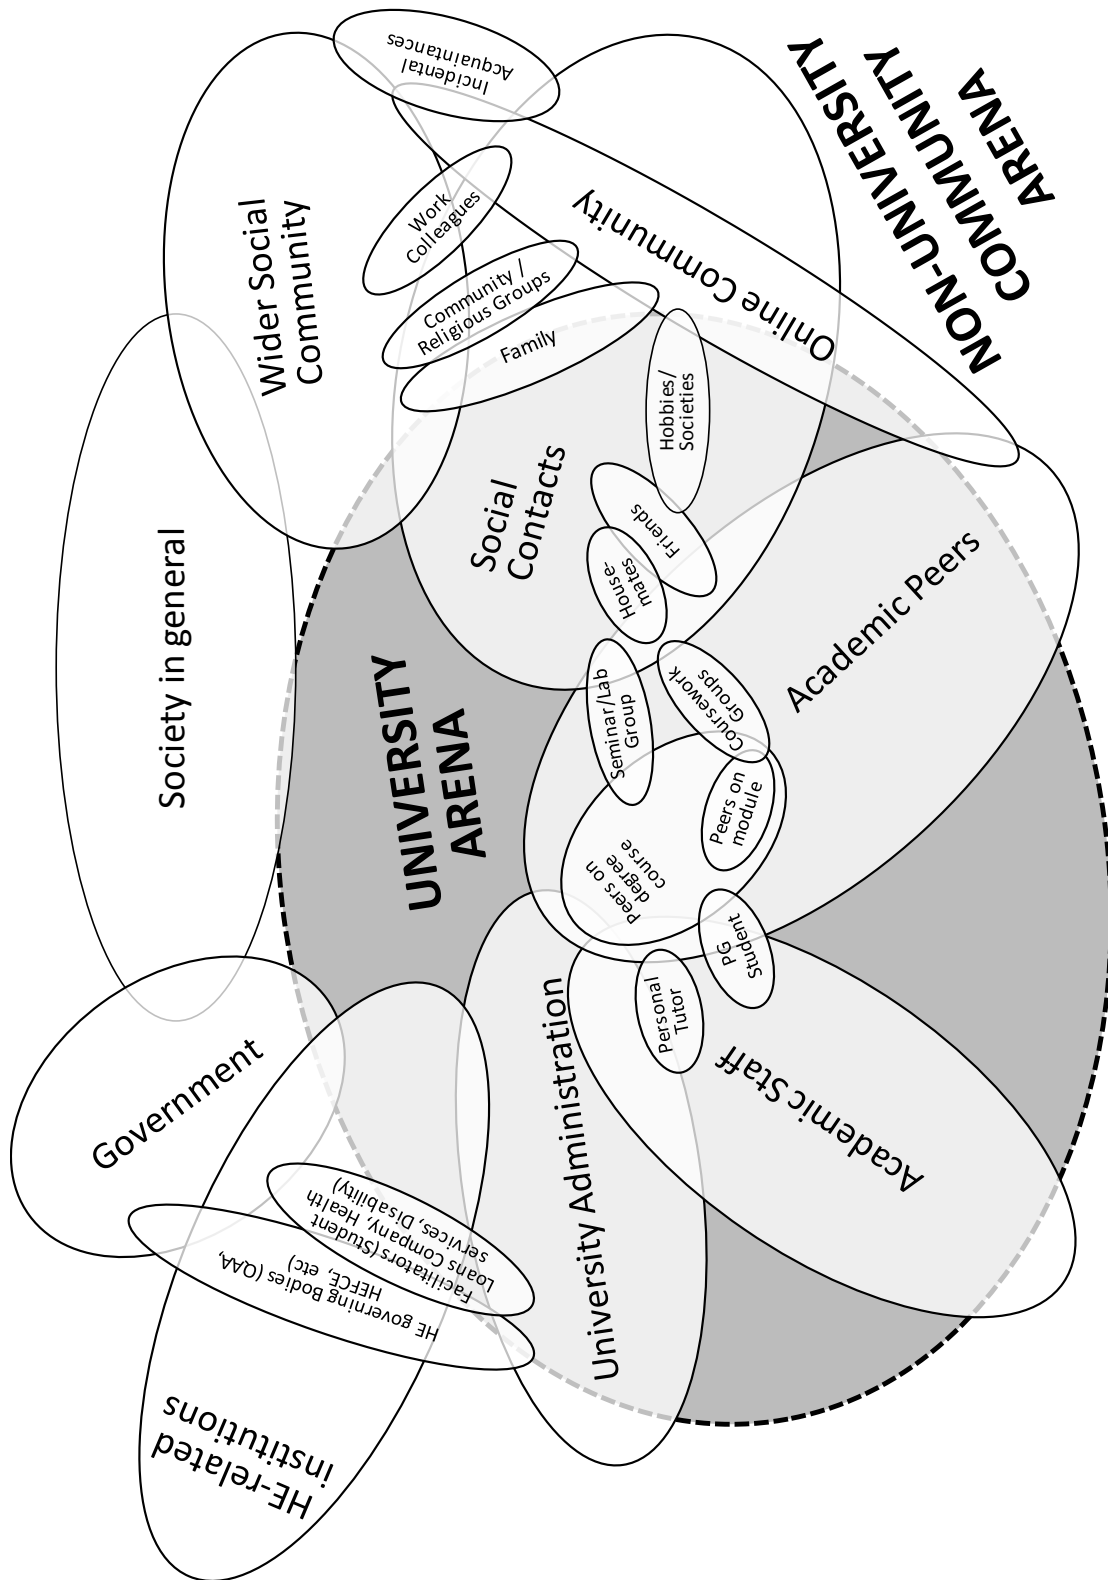 Incidental
Acquaintances
NON-UNIVERSITY
COMMUNITY
ARENA
Wider Social
Community
Work
Colleagues
Community /
Religious Groups
Family
Online Community
Hobbies/
Societies
Social
Contacts
Friends
House-
mates
Society in general
Academic Peers
UNIVERSITY
ARENA
Seminar/Lab
Group
Coursework
Groups
Peers on
module
Peers on
degree
course
PG
Student
Personal
Tutor
Academic Staff
University Administration
Government
Facilitators(Student
Loans Company, Health
services, Disability)
HE governing Bodies (QAA,
HEFCE, etc)
HE-related
institutions